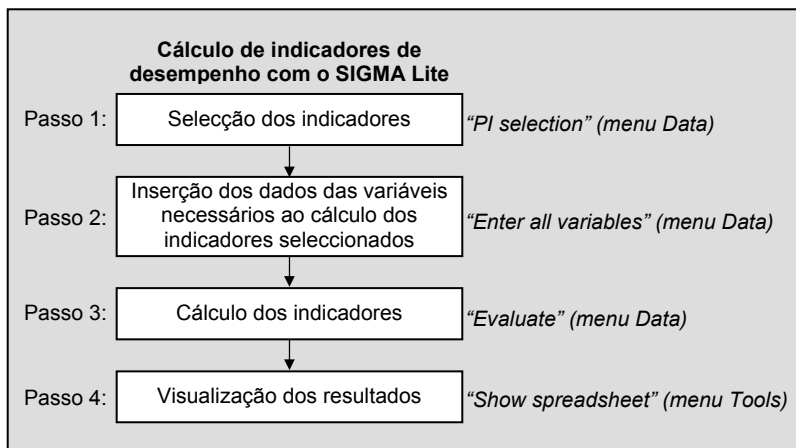 Cálculo de indicadores de
desempenho com o SIGMA Lite
Passo 1: Selecção dos indicadores “PI selection” (menu Data)
Passo 2: Inserção dos dados das variáveis
necessários ao cálculo dos
indicadores seleccionados
“Enter all variables” (menu Data)
Passo 3: Cálculo dos indicadores “Evaluate” (menu Data)
Passo 4: Visualização dos resultados “Show spreadsheet” (menu Tools)